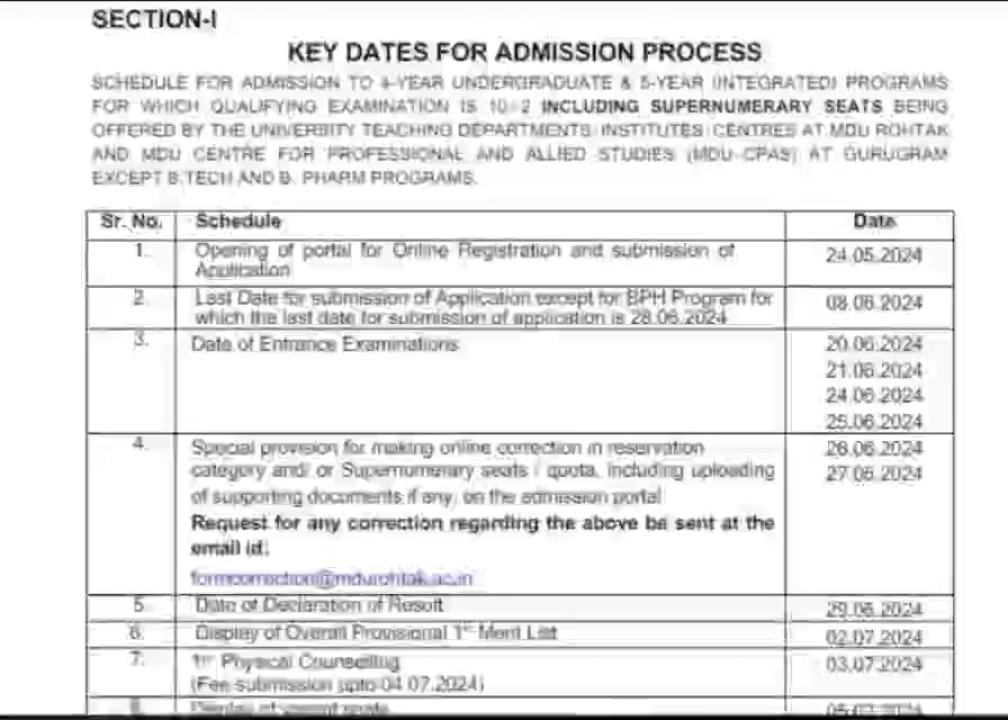 SECTION-I
KEY DATES FOR ADMISSION PROCESS
SCHEDULE FOR ADMISSION TO 4-YEAR UNDERGRADUATE & 5-YEAR (INTEGRATED) PROGRAMS
FOR WHICH QUALIFYING EXAMINATION IS 10+2 INCLUDING SUPERNUMERARY SEATS BEING
OFFERED BY THE UNIVERSITY TEACHING DEPARTMENTS, INSTITUTES, CENTRES AT MDU ROHTAK
AND MDU CENTRE FOR PROFESSIONAL AND ALLIED STUDIES (MDU-CPAS) AT GURUGRAM
EXCEPT B.TECH AND B. PHARM PROGRAMS.
Sr. No. Schedule Date
1. Opening of portal for Online Registration and submission of 24.05.2024
Application
2. Last Date for submission of Application except for BPH Program for 08.06.2024
which the last date for submission of application is 28.06.2024
3. Date of Entrance Examinations 20.06.2024
21.06.2024
24.06.2024
25.06.2024
4. Special provision for making online correction in reservation 26.06.2024
category and/ or Supernumerary seats / quota, including uploading 27.06.2024
of supporting documents if any, on the admission portal
Request for any correction regarding the above be sent at the
email id:
formcorrection@mdurohtak.ac.in
5. Date of Declaration of Result 29.06.2024
6. Display of Overall Provisional 1st Merit List 02.07.2024
7. 1st Physical Counselling 03.07.2024
(Fee submission upto 04.07.2024)
8. Display of vacant seats 05.07.2024